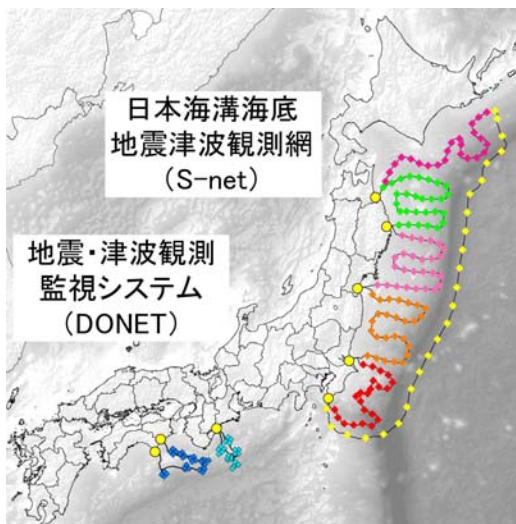 日本海溝海底
地震津波観測網
(S-net)
地震・津波観測
監視システム
(DONET)